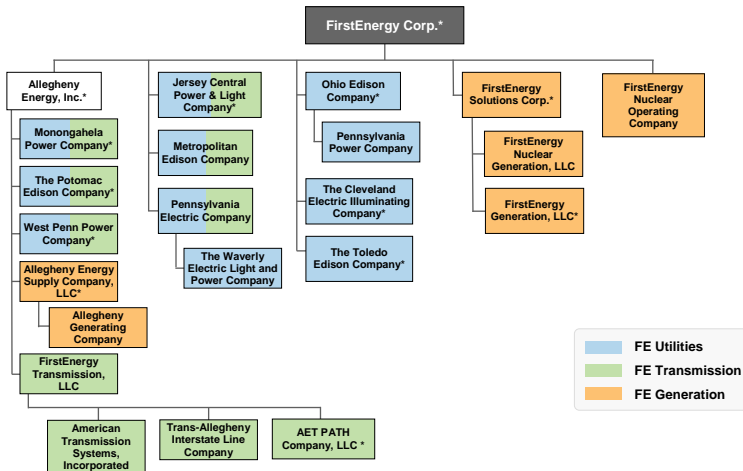 FirstEnergy Corp.*
Allegheny
Energy, Inc.*
Monongahela
Power Company*
The Potomac
Edison Company*
West Penn Power
Company*
Allegheny Energy
Supply Company,
LLC*
Allegheny
Generating
Company
FirstEnergy
Transmission,
LLC
American
Transmission
Systems,
Incorporated
Trans-Allegheny
Interstate Line
Company
AET PATH
Company, LLC *
Jersey Central
Power & Light
Company*
Metropolitan
Edison Company
Pennsylvania
Electric Company
The Waverly
Electric Light and
Power Company
Ohio Edison
Company*
Pennsylvania
Power Company
The Cleveland
Electric Illuminating
Company*
The Toledo
Edison Company*
FirstEnergy
Solutions Corp.*
FirstEnergy
Nuclear
Generation, LLC
FirstEnergy
Generation, LLC*
FirstEnergy
Nuclear
Operating
Company
FE Utilities
FE Transmission
FE Generation